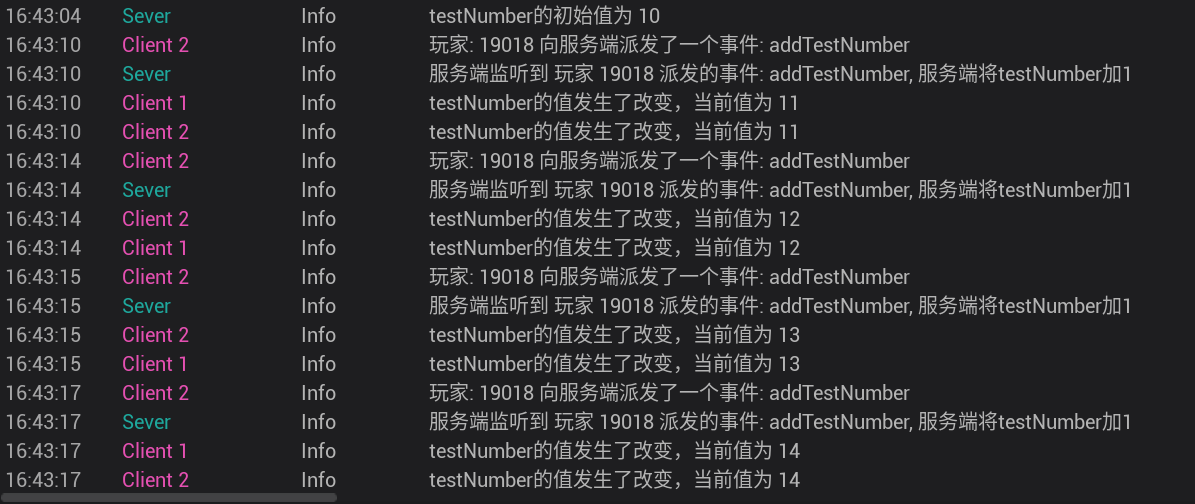 16:43:04 Sever Info testNumber的初始值为 10
16:43:10 Client 2 Info 玩家: 19018 向服务端派发了一个事件: addTestNumber
16:43:10 Sever Info 服务端监听到 玩家 19018 派发的事件: addTestNumber, 服务端将testNumber加1
16:43:10 Client 1 Info testNumber的值发生了改变，当前值为 11
16:43:10 Client 2 Info testNumber的值发生了改变，当前值为 11
16:43:14 Client 2 Info 玩家: 19018 向服务端派发了一个事件: addTestNumber
16:43:14 Sever Info 服务端监听到 玩家 19018 派发的事件: addTestNumber, 服务端将testNumber加1
16:43:14 Client 2 Info testNumber的值发生了改变，当前值为 12
16:43:14 Client 1 Info testNumber的值发生了改变，当前值为 12
16:43:15 Client 2 Info 玩家: 19018 向服务端派发了一个事件: addTestNumber
16:43:15 Sever Info 服务端监听到 玩家 19018 派发的事件: addTestNumber, 服务端将testNumber加1
16:43:15 Client 2 Info testNumber的值发生了改变，当前值为 13
16:43:15 Client 1 Info testNumber的值发生了改变，当前值为 13
16:43:17 Client 2 Info 玩家: 19018 向服务端派发了一个事件: addTestNumber
16:43:17 Sever Info 服务端监听到 玩家 19018 派发的事件: addTestNumber, 服务端将testNumber加1
16:43:17 Client 1 Info testNumber的值发生了改变，当前值为 14
16:43:17 Client 2 Info testNumber的值发生了改变，当前值为 14